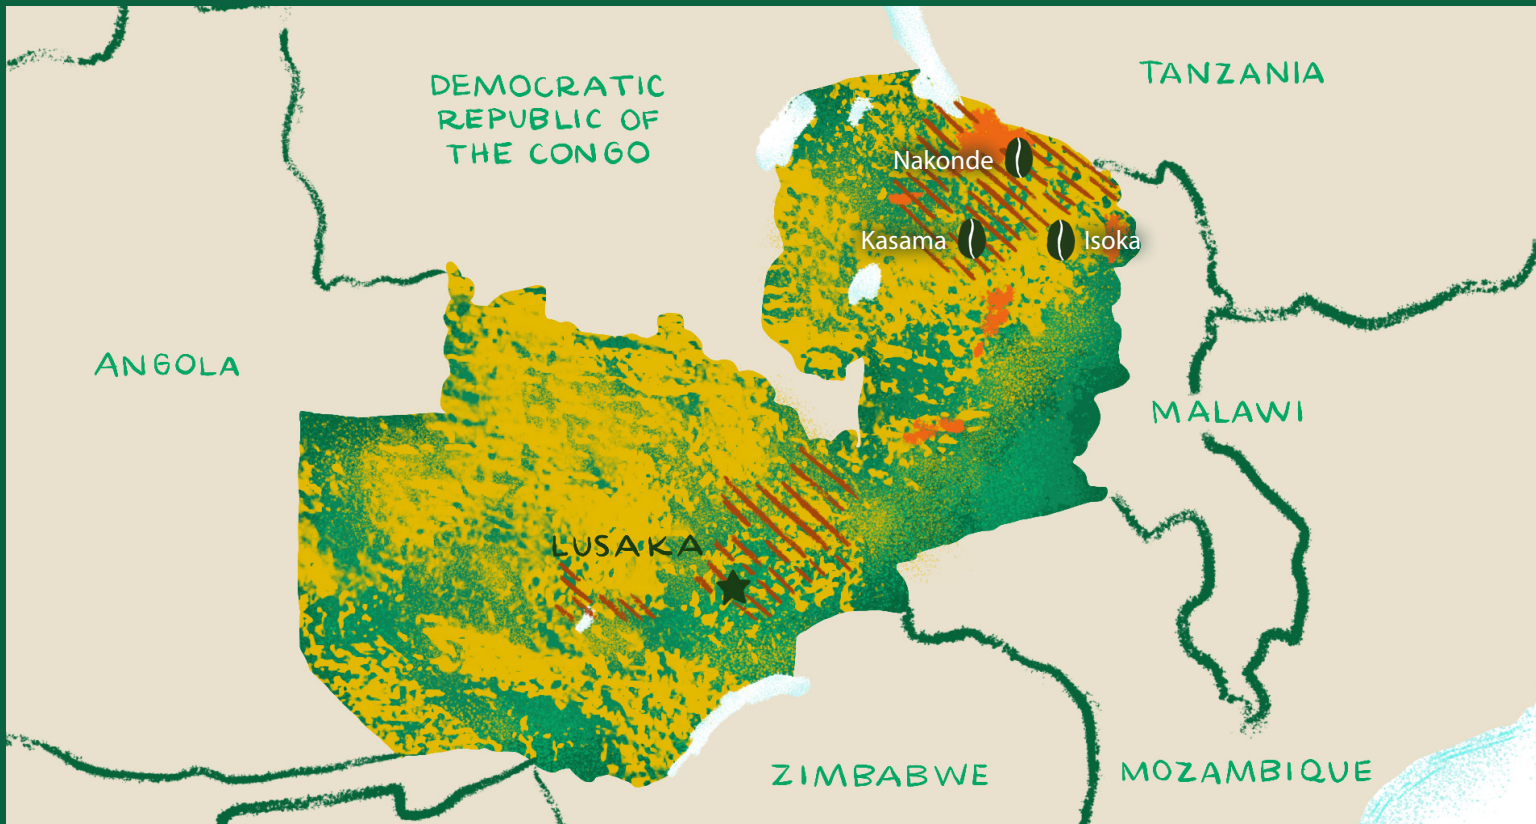 DEMOCRATIC
REPUBLIC OF
THE CONGO
TANZANIA
Nakonde
Kasama
Isoka
ANGOLA
MALAWI
LUSAKA
ZIMBABWE
MOZAMBIQUE